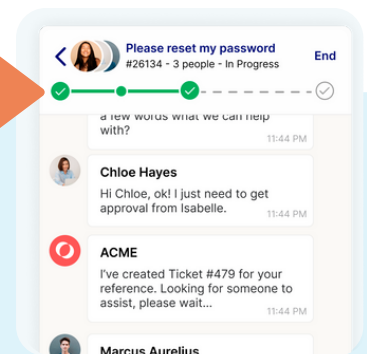 Please reset my password
#26134 - 3 people - In Progress
End
a few words what we can help
with?
11:44 PM
Chloe Hayes
Hi Chloe, ok! I just need to get
approval from Isabelle.
11:44 PM
ACME
I've created Ticket #479 for your
reference. Looking for someone to
assist, please wait...
11:44 PM
Marcus Aurelius